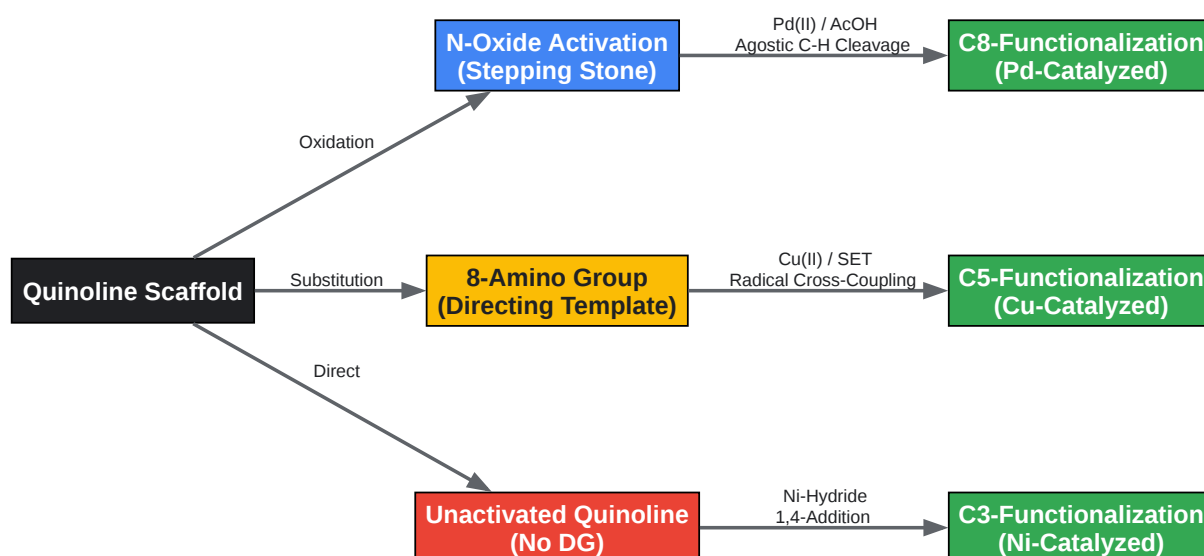 N-Oxide Activation
(Stepping Stone)
Pd(II) / AcOH
Agostic C-H Cleavage
C8-Functionalization
(Pd-Catalyzed)
Oxidation
Quinoline Scaffold
Substitution
8-Amino Group
(Directing Template)
Cu(II) / SET
Radical Cross-Coupling
C5-Functionalization
(Cu-Catalyzed)
Direct
Unactivated Quinoline
(No DG)
Ni-Hydride
1,4-Addition
C3-Functionalization
(Ni-Catalyzed)